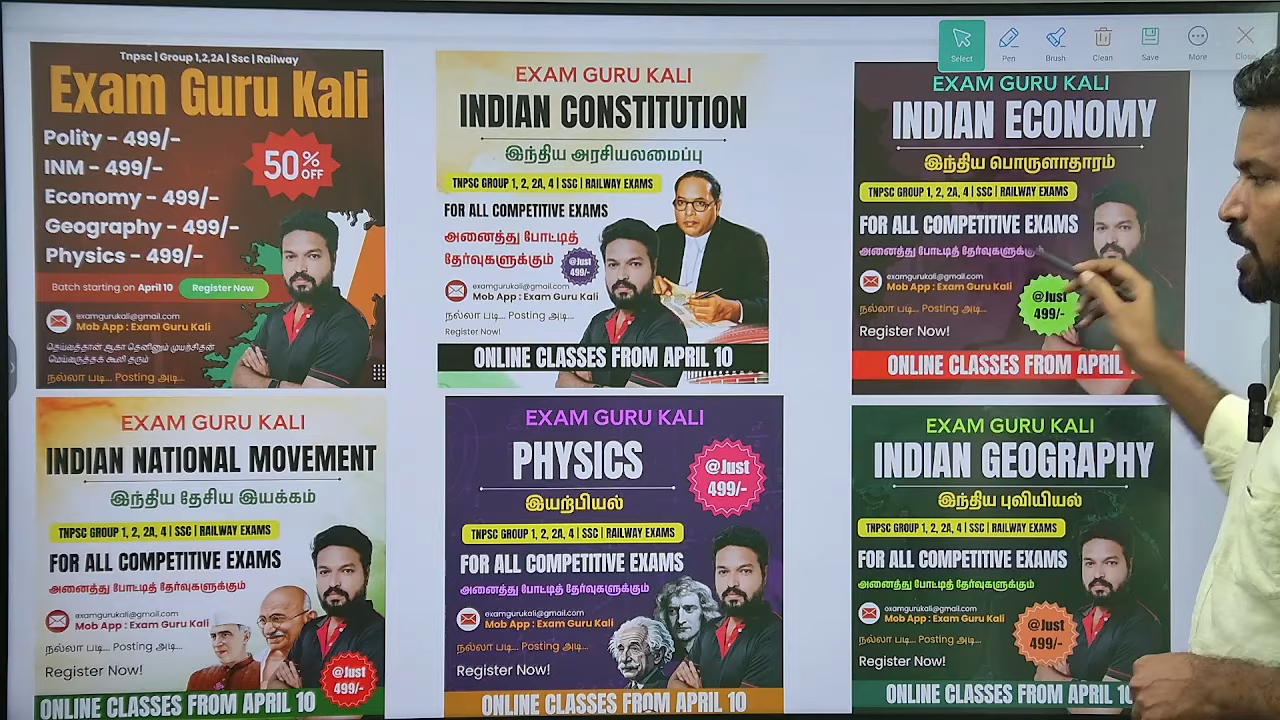 Select
Pen
Brush
Clean
Save
More
Tnpsc | Group 1,2,2A | Ssc | Railway
Exam Guru Kali
Polity - 499/-
INM - 499/-
Economy - 499/-
Geography - 499/-
Physics - 499/-
50% OFF
Batch starting on April 10
Register Now
examgurukali@gmail.com
Mob App : Exam Guru Kali
தெய்வத்தான் ஆகா தெனினும் முயற்சிதன்
மெய்வருத்தக் கூலி தரும்
நல்லா படி... Posting அடி...
EXAM GURU KALI
INDIAN CONSTITUTION
இந்திய அரசியலமைப்பு
TNPSC GROUP 1, 2, 2A, 4 | SSC | RAILWAY EXAMS
FOR ALL COMPETITIVE EXAMS
அனைத்து போட்டித்
தேர்வுகளுக்கும்
@Just
499/-
examgurukali@gmail.com
Mob App : Exam Guru Kali
நல்லா படி... Posting அடி...
Register Now!
ONLINE CLASSES FROM APRIL 10
EXAM GURU KALI
INDIAN ECONOMY
இந்திய பொருளாதாரம்
TNPSC GROUP 1, 2, 2A, 4 | SSC | RAILWAY EXAMS
FOR ALL COMPETITIVE EXAMS
அனைத்து போட்டித் தேர்வுகளுக்கும்
examgurukali@gmail.com
Mob App : Exam Guru Kali
@Just
499/-
நல்லா படி... Posting அடி...
Register Now!
ONLINE CLASSES FROM APRIL
EXAM GURU KALI
INDIAN NATIONAL MOVEMENT
இந்திய தேசிய இயக்கம்
TNPSC GROUP 1, 2, 2A, 4 | SSC | RAILWAY EXAMS
FOR ALL COMPETITIVE EXAMS
அனைத்து போட்டித் தேர்வுகளுக்கும்
examgurukali@gmail.com
Mob App : Exam Guru Kali
நல்லா படி... Posting அடி...
Register Now!
@Just
499/-
ONLINE CLASSES FROM APRIL 10
EXAM GURU KALI
PHYSICS
@Just
499/-
இயற்பியல்
TNPSC GROUP 1, 2, 2A, 4 | SSC | RAILWAY EXAMS
FOR ALL COMPETITIVE EXAMS
அனைத்து போட்டித் தேர்வுகளுக்கும்
examgurukali@gmail.com
Mob App : Exam Guru Kali
நல்லா படி... Posting அடி...
Register Now!
ONLINE CLASSES FROM APRIL 10
EXAM GURU KALI
INDIAN GEOGRAPHY
இந்திய புவியியல்
TNPSC GROUP 1, 2, 2A, 4 | SSC | RAILWAY EXAMS
FOR ALL COMPETITIVE EXAMS
அனைத்து போட்டித் தேர்வுகளுக்கும்
examgurukali@gmail.com
Mob App : Exam Guru Kali
@Just
499/-
நல்லா படி... Posting அடி...
Register Now!
ONLINE CLASSES FROM APRIL 10